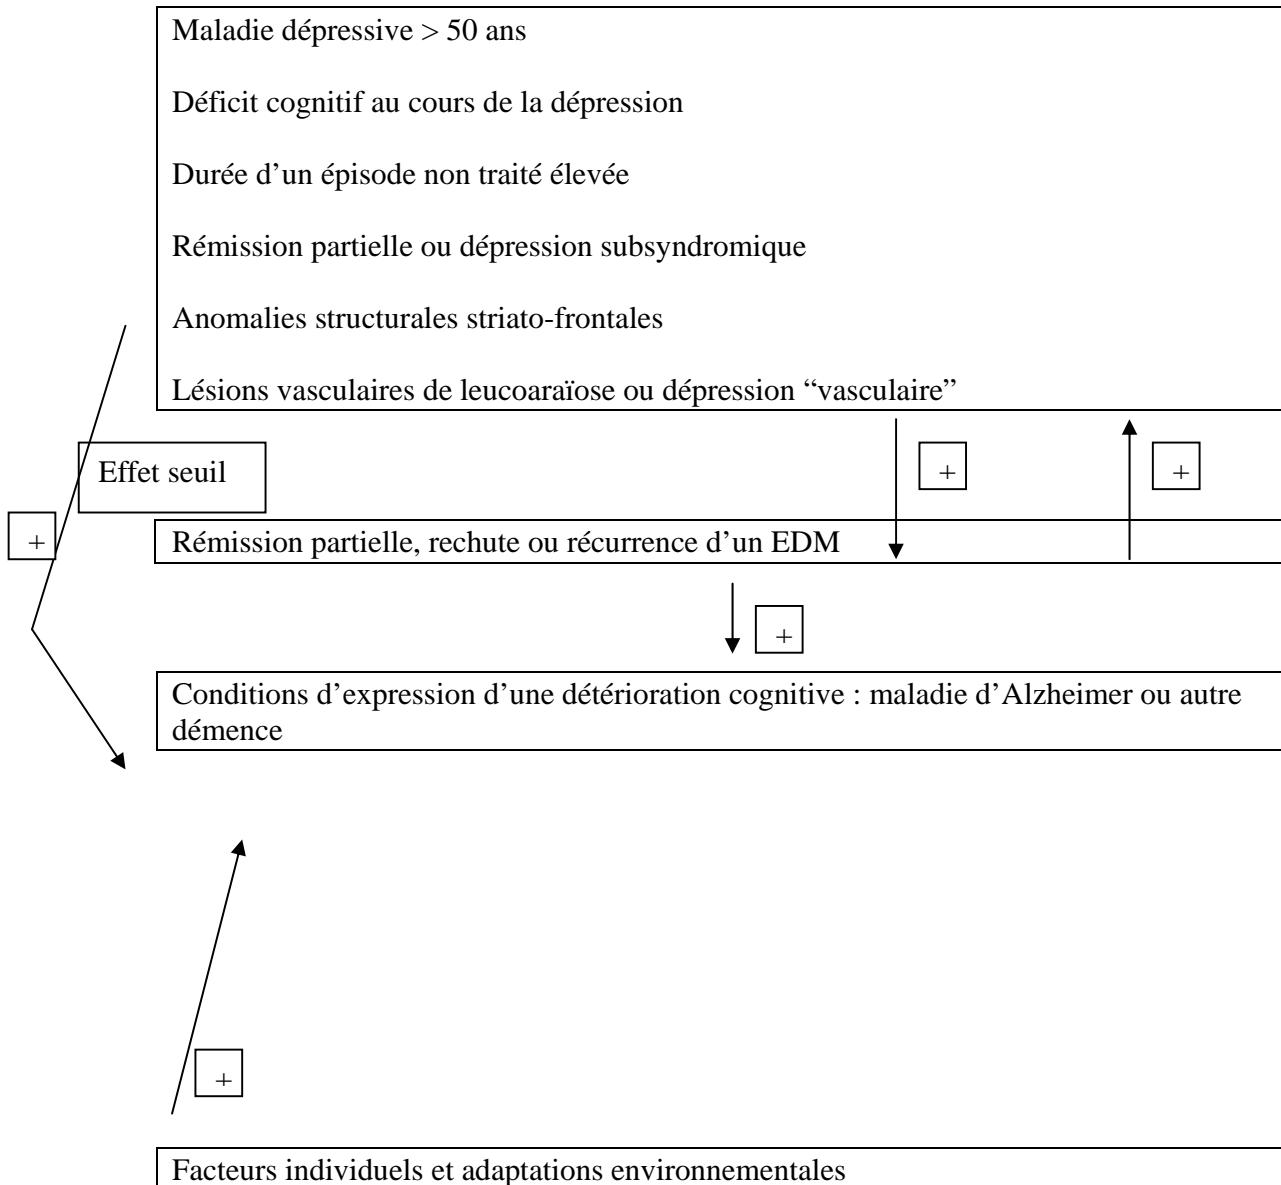 Maladie dépressive > 50 ans
Déficit cognitif au cours de la dépression
Durée d’un épisode non traité élevée
Rémission partielle ou dépression subsyndromique
Anomalies structurales striato-frontales
Lésions vasculaires de leucoaraïose ou dépression “vasculaire”
Effet seuil
+
+
+
Rémission partielle, rechute ou récurrence d’un EDM
+
Conditions d’expression d’une détérioration cognitive : maladie d’Alzheimer ou autre
démence
+
Facteurs individuels et adaptations environnementales